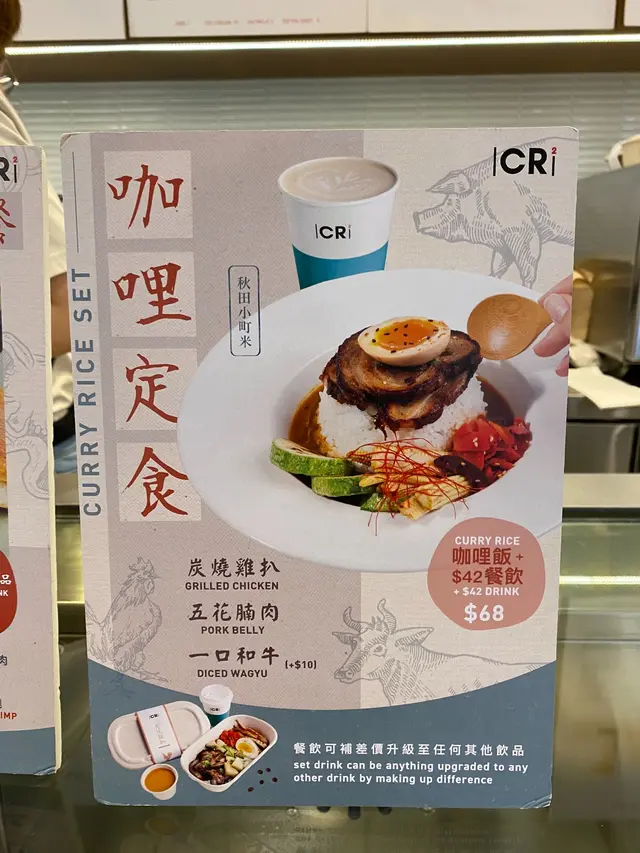 CRi²
咖哩定食
CURRY RICE SET
CRi
秋田小町米
炭燒雞扒
GRILLED CHICKEN
五花腩肉
PORK BELLY
一口和牛
DICED WAGYU
(+$10)
CURRY RICE
咖哩飯+
$42餐飲
+ $42 DRINK
$68
餐飲可補差價升級至任何其他飲品
set drink can be anything upgraded to any
other drink by making up difference